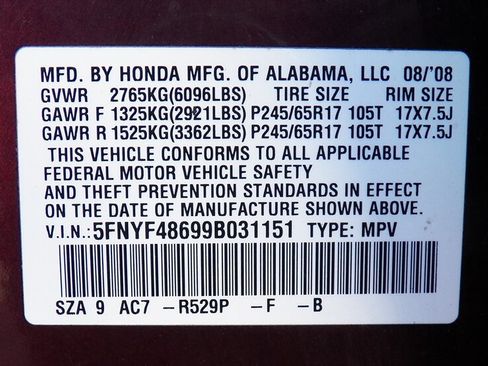 MFD. BY HONDA MFG. OF ALABAMA, LLC 08/'08
GVWR 2765KG(6096LBS) TIRE SIZE RIM SIZE
GAWR F 1325KG(2921LBS) P245/65R17 105T 17X7.5J
GAWR R 1525KG(3362LBS) P245/65R17 105T 17X7.5J
THIS VEHICLE CONFORMS TO ALL APPLICABLE
FEDERAL MOTOR VEHICLE SAFETY
AND THEFT PREVENTION STANDARDS IN EFFECT
ON THE DATE OF MANUFACTURE SHOWN ABOVE.
V.I.N.:5FNYF48699B031151 TYPE: MPV
SZA 9 AC7 -R529P -F -B